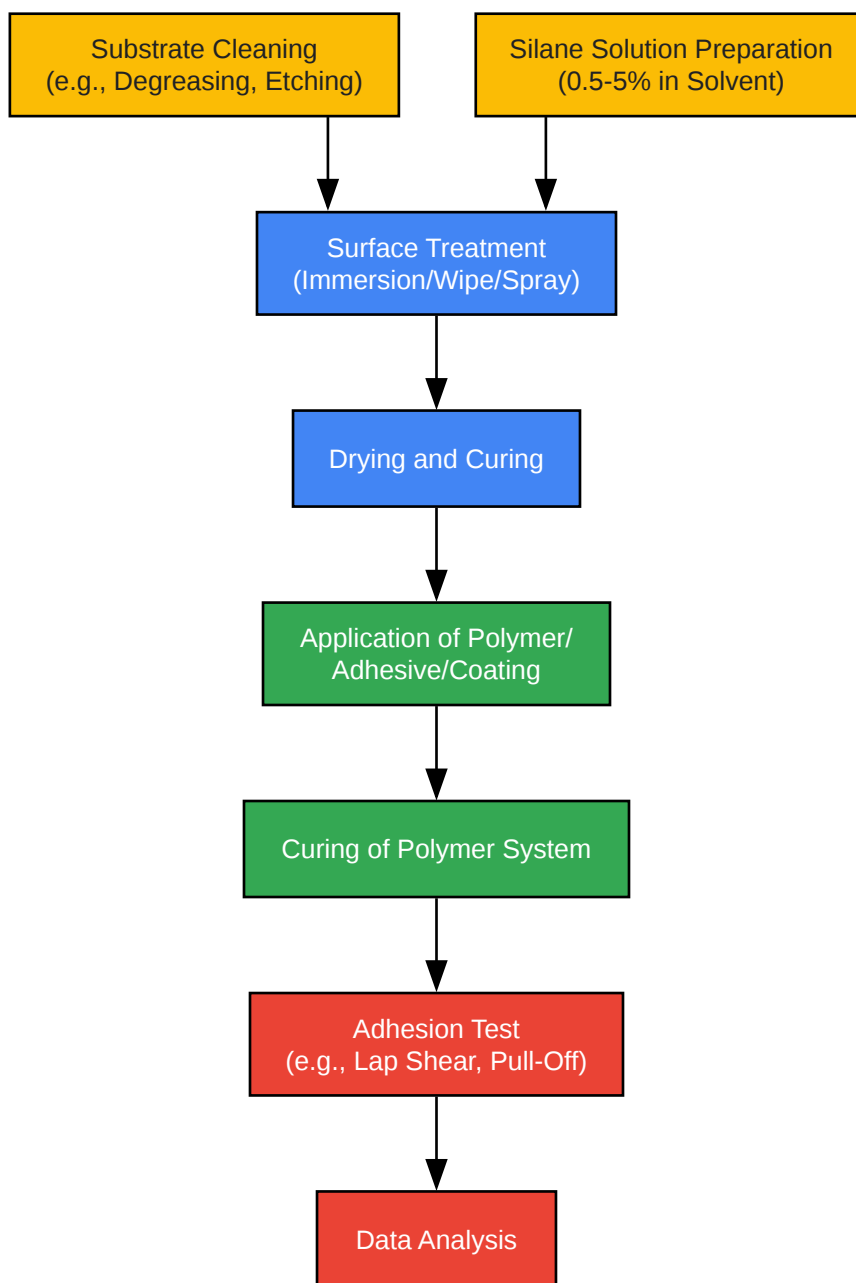 Substrate Cleaning
(e.g., Degreasing, Etching)
Silane Solution Preparation
(0.5-5% in Solvent)
Surface Treatment
(Immersion/Wipe/Spray)
Drying and Curing
Application of Polymer/
Adhesive/Coating
Curing of Polymer System
Adhesion Test
(e.g., Lap Shear, Pull-Off)
Data Analysis